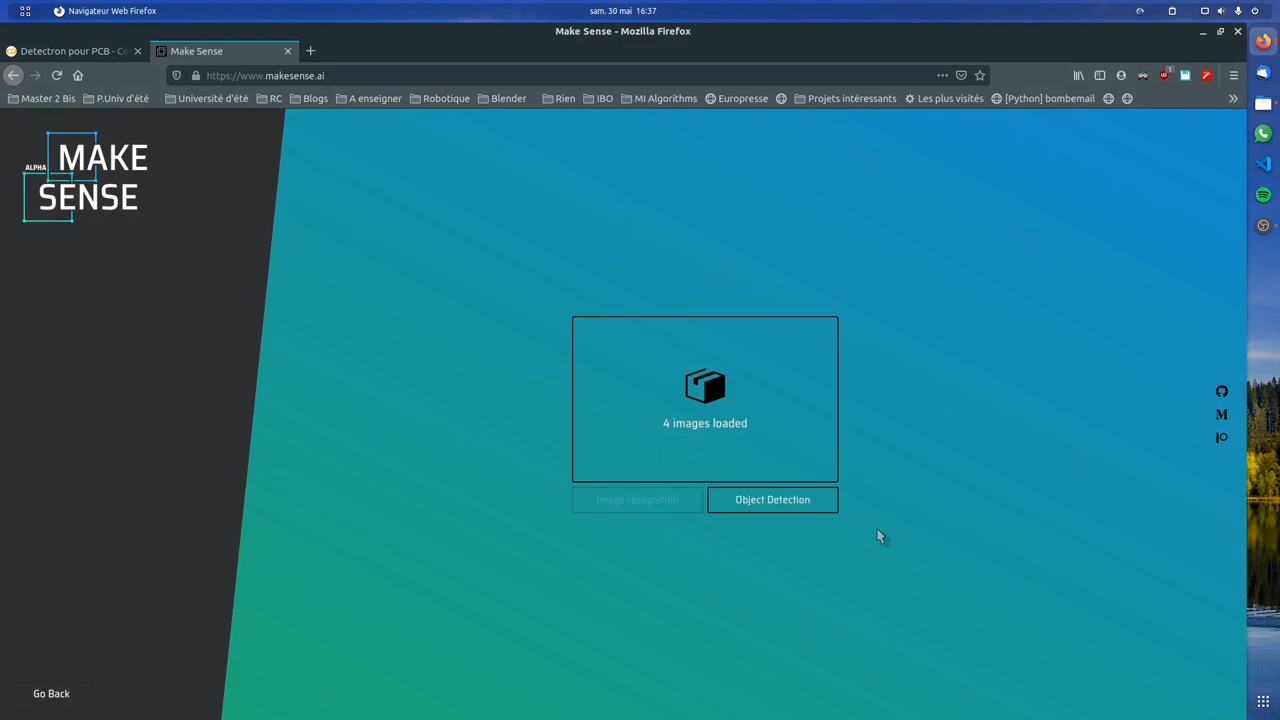 Navigateur Web Firefox
sam. 30 mai 16:37
Make Sense - Mozilla Firefox
Detectron pour PCB - Co
Make Sense
https://www.makesense.ai
Master 2 Bis
P.Univ d'été
Université d'été
RC
Blogs
A enseigner
Robotique
Blender
Rien
IBO
MI Algorithms
Europresse
Projets intéressants
Les plus visités
[Python] bombemail
ALPHA
MAKE
SENSE
4 images loaded
Image recognition
Object Detection
Go Back